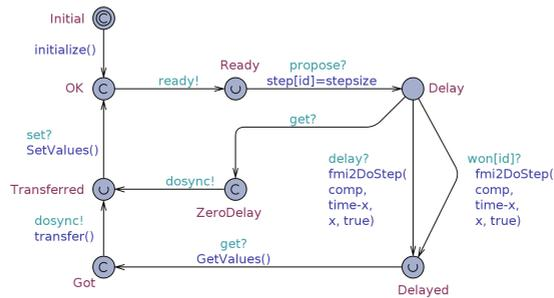 Initial
initialize()
Ready
propose?
OK
ready!
step[id]=stepsize
Delay
get?
set?
SetValues()
delay?
fmi2DoStep(
comp,
time-x,
x, true)
won[id]?
fmi2DoStep(
comp,
time-x,
x, true)
Transferred
dosync!
ZeroDelay
dosync!
transfer()
get?
GetValues()
Got
Delayed
C
U
C
U
C
C
U